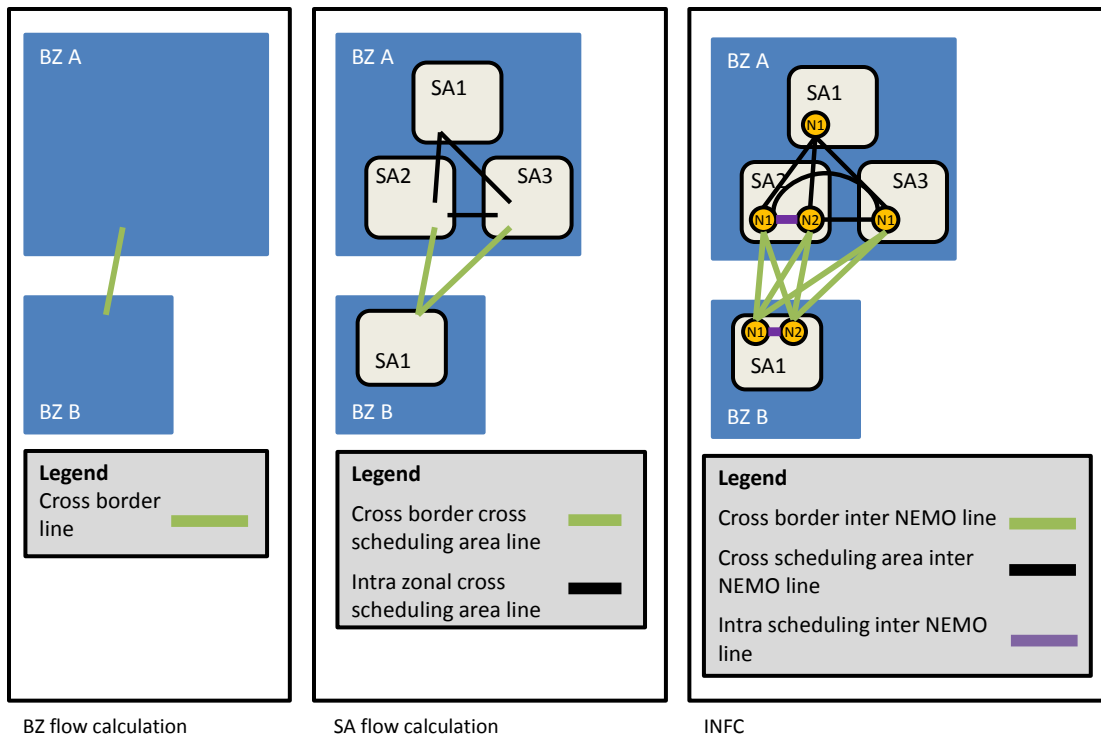 BZ A
BZ B
Legend
Cross border
line
BZ flow calculation
BZ A
SA1
SA2
SA3
SA1
BZ B
Legend
Cross border cross
scheduling area line
Intra zonal cross
scheduling area line
SA flow calculation
BZ A
SA1
N1
SA2
SA3
N1
N2
N1
N1
N2
SA1
BZ B
Legend
Cross border inter NEMO line
Cross scheduling area inter
NEMO line
Intra scheduling inter NEMO
line
INFC